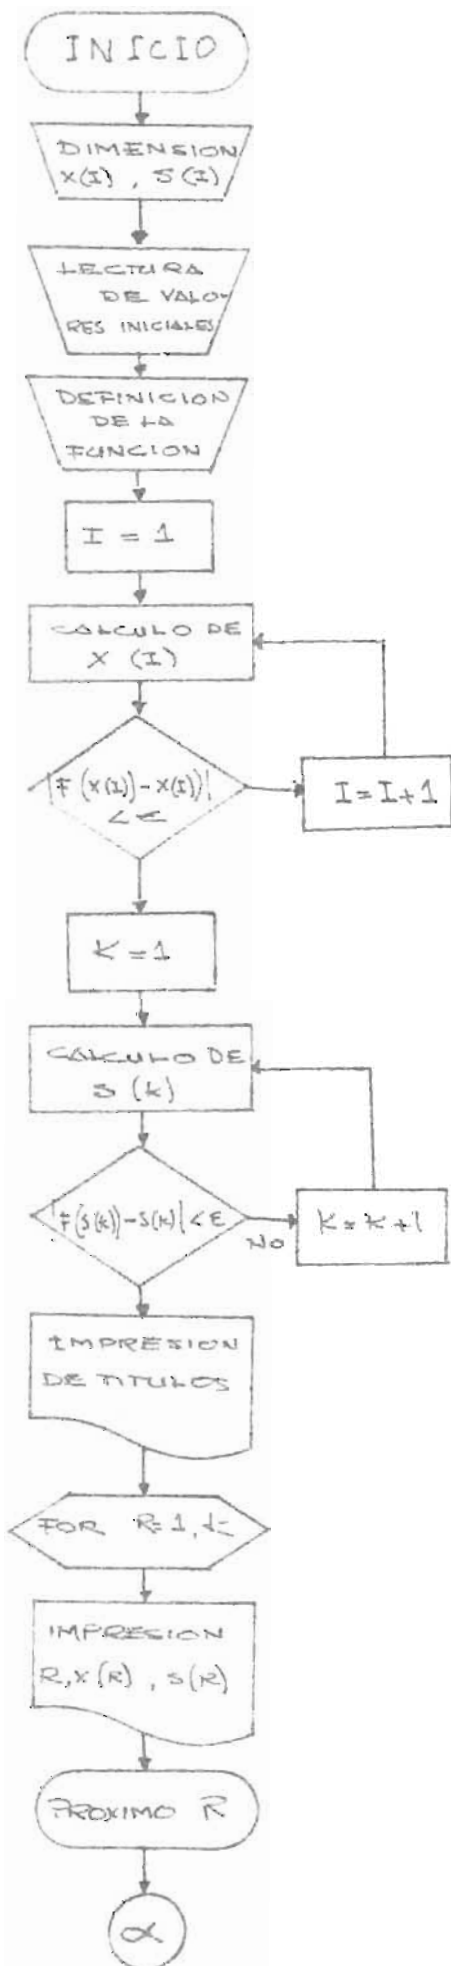 INICIO
DIMENSION
X(I) , S(I)
LECTURA
DE VALO-
RES INICIALES
DEFINICION
DE LA
FUNCION
I = 1
CALCULO DE
X (I)
|F (X(I)) - X(I))|
< ε
I = I + 1
K = 1
CALCULO DE
S (K)
|F(S(K)) - S(K)| < ε
NO
K = K + 1
IMPRESION
DE TITULOS
FOR R = 1,
IMPRESION
R, X (R) , S(R)
PROXIMO R
α